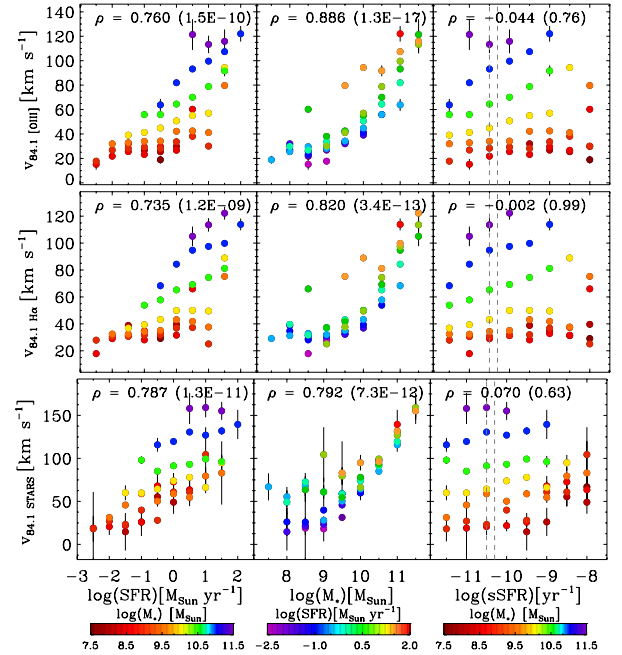 ρ = 0.760 (1.5E−10) ρ = 0.886 (1.3E−17) ρ = −0.044 (0.76)
V84.1 [OIII] [km s−1]
140
120
100
80
60
40
20
0
ρ = 0.735 (1.2E−09) ρ = 0.820 (3.4E−13) ρ = −0.002 (0.99)
V84.1 Hα [km s−1]
120
100
80
60
40
20
ρ = 0.787 (1.3E−11) ρ = 0.792 (7.3E−12) ρ = 0.070 (0.63)
V84.1 STARS [km s−1]
150
100
50
0
−3 −2 −1 0 1 2 8 9 10 11 −11 −10 −9 −8
log(SFR)[MSun yr−1] log(M*)[MSun] log(sSFR)[yr−1]
log(M*) [MSun] log(SFR)[MSun yr−1] log(M*) [MSun]
7.5 8.5 9.5 10.5 11.5 −2.5 −1.0 0.5 2.0 7.5 8.5 9.5 10.5 11.5